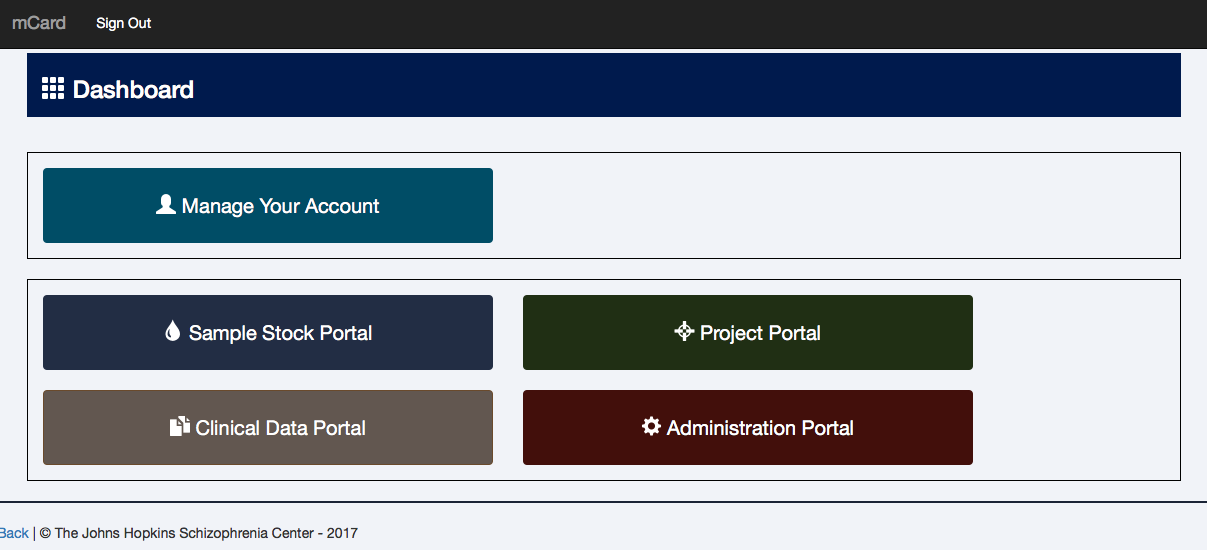 mCard Sign Out
Dashboard
Manage Your Account
Sample Stock Portal
Project Portal
Clinical Data Portal
Administration Portal
Back | © The Johns Hopkins Schizophrenia Center - 2017